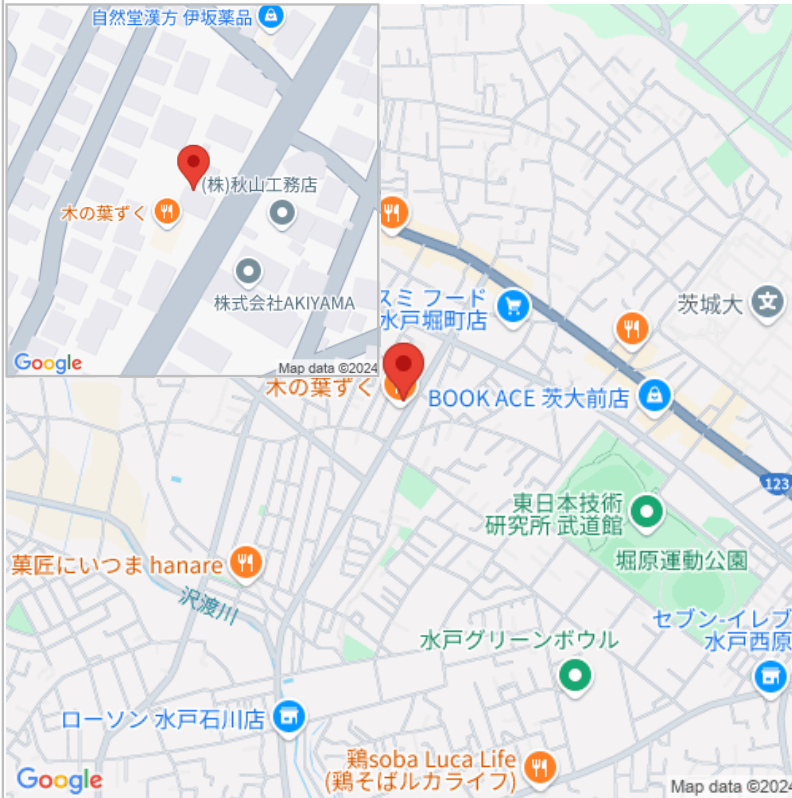 自然堂漢方 伊坂薬品
(株)秋山工務店
木の葉ずく
株式会社AKIYAMA
Google
Map data ©2024
スミ フード
水戸堀町店
茨城大
木の葉ずく
BOOK ACE 茨大前店
123
東日本技術
研究所 武道館
堀原運動公園
菓匠にいつま hanare
沢渡川
セブン-イレブ
水戸西原
水戸グリーンボウル
ローソン 水戸石川店
鶏soba Luca Life
(鶏そばルカライフ)
Google
Map data ©2024